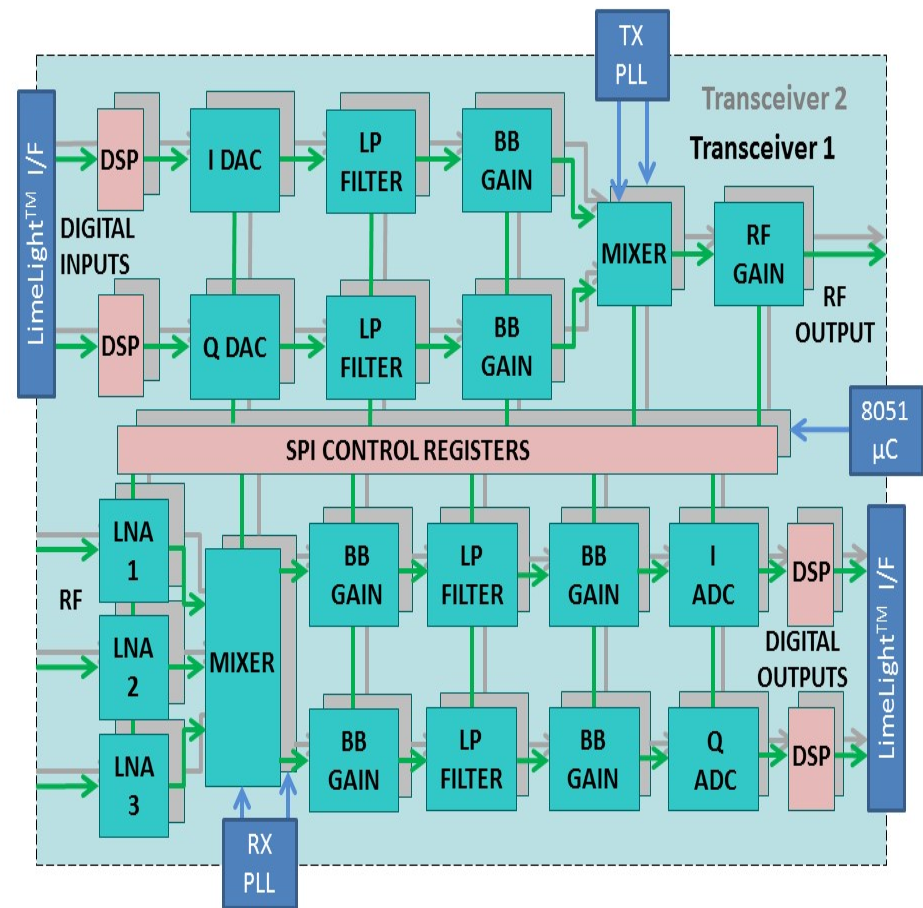 TX
PLL
Transceiver 2
Transceiver 1
LimeLight™ I/F
DSP
I DAC
LP
FILTER
BB
GAIN
DIGITAL
INPUTS
MIXER
RF
GAIN
RF
OUTPUT
DSP
Q DAC
LP
FILTER
BB
GAIN
8051
µC
SPI CONTROL REGISTERS
LNA
1
RF
LNA
2
LNA
3
MIXER
BB
GAIN
LP
FILTER
BB
GAIN
I
ADC
DSP
DIGITAL
OUTPUTS
LimeLight™ I/F
BB
GAIN
LP
FILTER
BB
GAIN
Q
ADC
DSP
RX
PLL